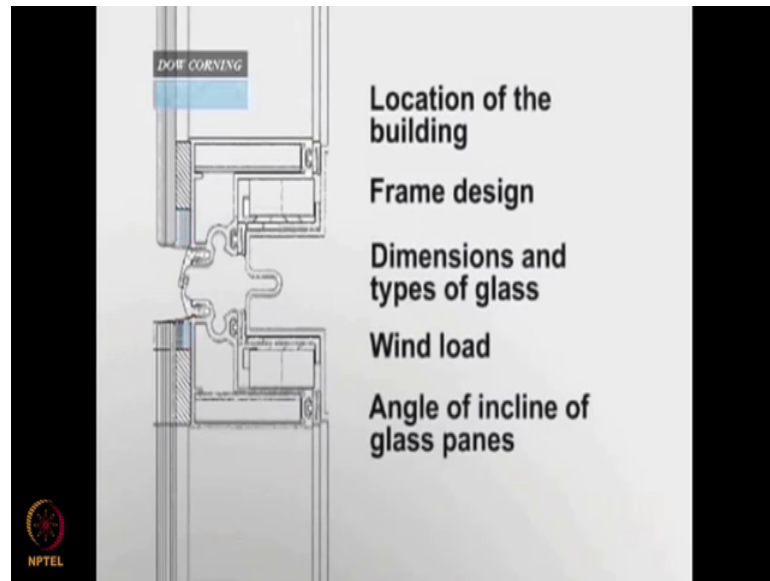 DOW CORNING
Location of the
building
Frame design
Dimensions and
types of glass
Wind load
Angle of incline of
glass panes
NPTEL